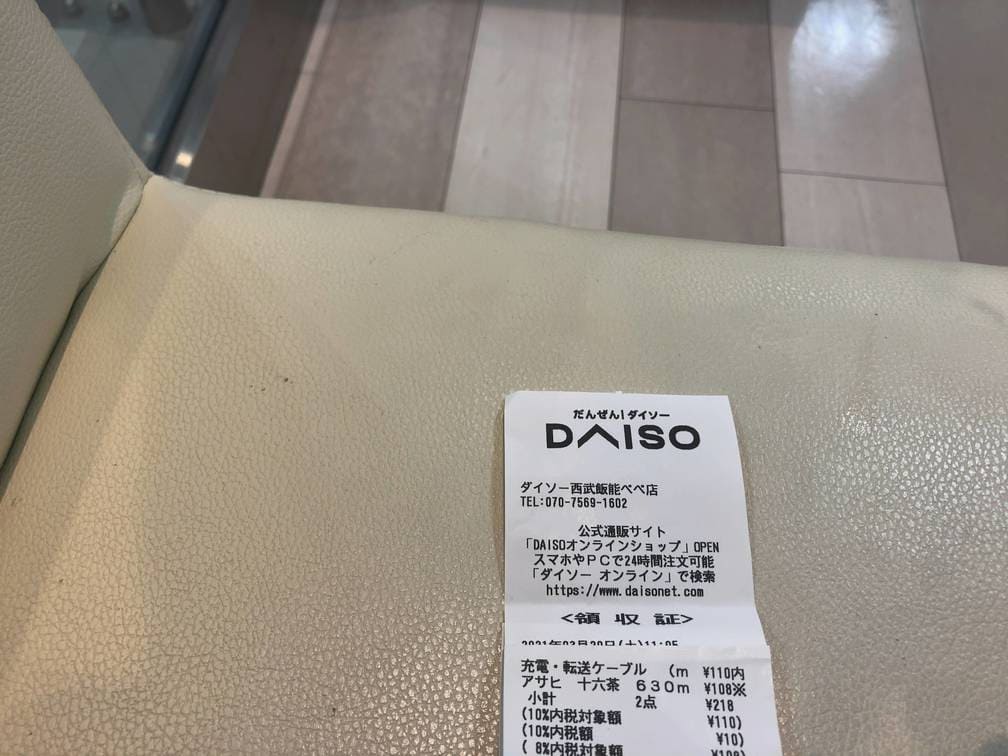 だんぜん!ダイソー
DAISO
ダイソー西武飯能ペペ店
TEL:070-7569-1602
公式通販サイト
「DAISOオンラインショップ」OPEN
スマホやPCで24時間注文可能
「ダイソー オンライン」で検索
https://www.daisonet.com
<領 収 証>
充電・転送ケーブル (m ¥110内
アサヒ 十六茶 630m ¥108※
小計 2点 ¥218
(10%内税対象額 ¥110)
(10%内税額 ¥10)
( 8%内税対象額